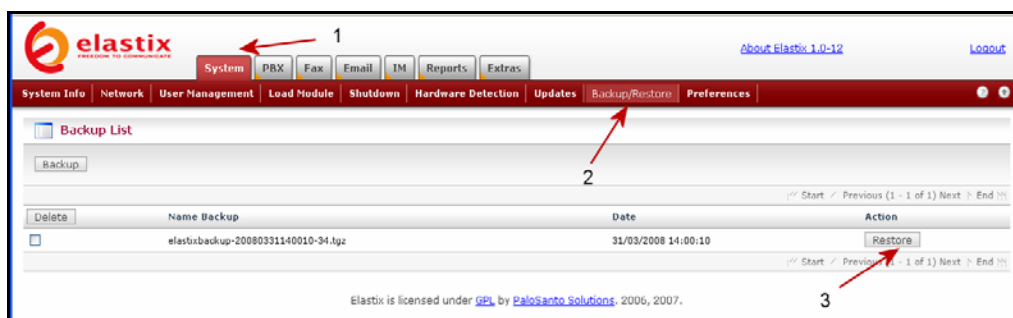 elastix
FREEDOM TO COMMUNICATE
1
About Elastix 1.0-12
Logout
System PBX Fax Email IM Reports Extras
System Info Network User Management Load Module Shutdown Hardware Detection Updates Backup/Restore Preferences
Backup List
Backup
2
Start Previous (1 - 1 of 1) Next End
Delete Name Backup Date Action
elastixbackup-20080331140010-34.tgz 31/03/2008 14:00:10 Restore
Start Previous (1 - 1 of 1) Next End
Elastix is licensed under GPL by PaloSanto Solutions. 2006, 2007.
3